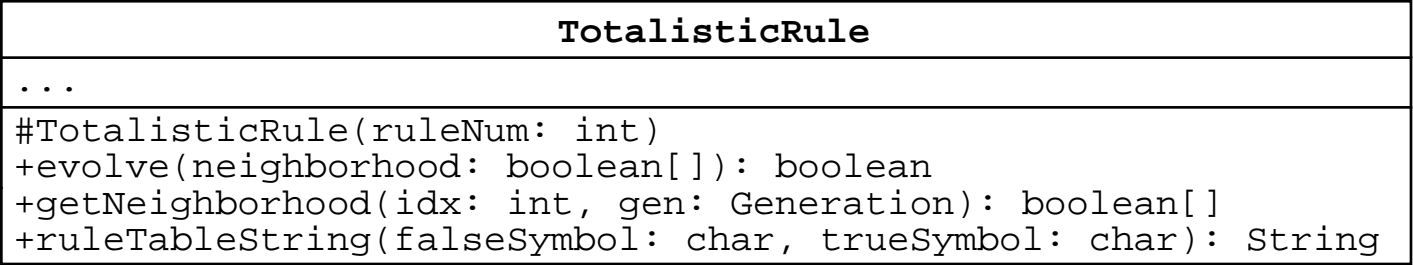 TotalisticRule
...
#TotalisticRule(ruleNum: int)
+evolve(neighborhood: boolean[]): boolean
+getNeighborhood(idx: int, gen: Generation): boolean[]
+ruleTableString(falseSymbol: char, trueSymbol: char): String